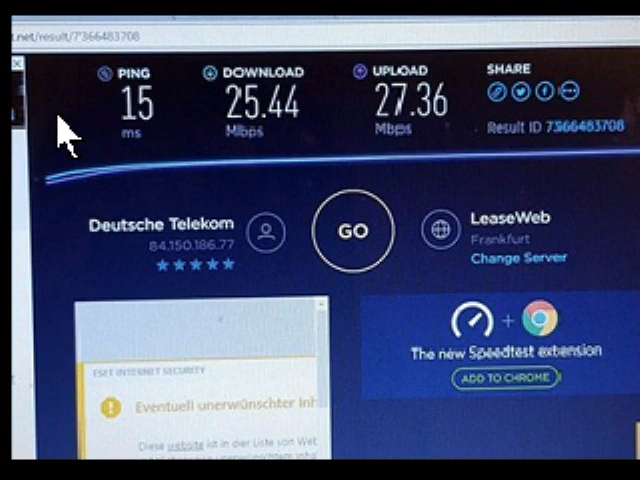 t.net/result/7366483708
PING
DOWNLOAD
UPLOAD
SHARE
15
25.44
27.36
ms
Mbps
Mbps
Result ID 7366483708
Deutsche Telekom
84.150.186.77
GO
LeaseWeb
Frankfurt
Change Server
The new Speedtest extension
ADD TO CHROME
ESET INTERNET SECURITY
Eventuell unerwünschter Inh
Diese website ist in der Liste von Web